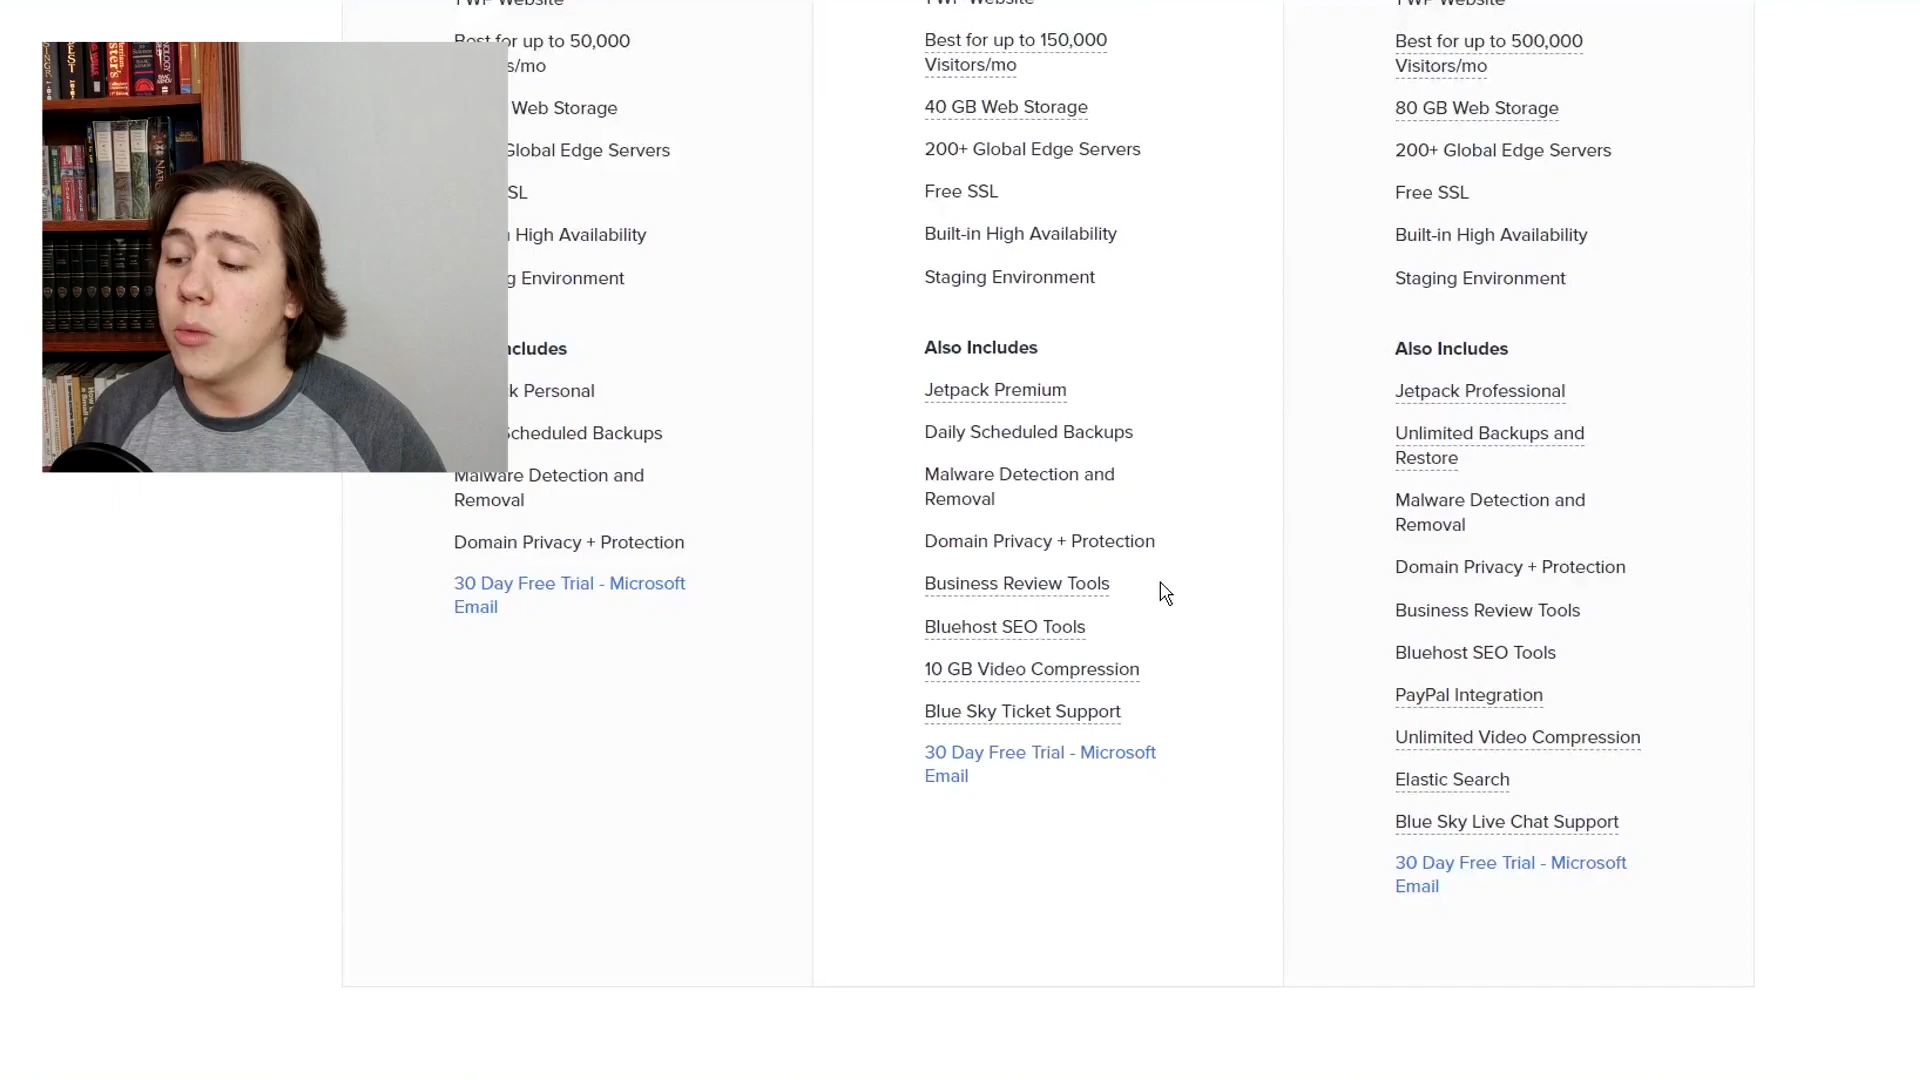 Best for up to 50,000
s/mo
Web Storage
Global Edge Servers
SL
High Availability
g Environment
ncludes
k Personal
Scheduled Backups
Malware Detection and
Removal
Domain Privacy + Protection
30 Day Free Trial - Microsoft
Email
Best for up to 150,000
Visitors/mo
40 GB Web Storage
200+ Global Edge Servers
Free SSL
Built-in High Availability
Staging Environment
Also Includes
Jetpack Premium
Daily Scheduled Backups
Malware Detection and
Removal
Domain Privacy + Protection
Business Review Tools
Bluehost SEO Tools
10 GB Video Compression
Blue Sky Ticket Support
30 Day Free Trial - Microsoft
Email
Best for up to 500,000
Visitors/mo
80 GB Web Storage
200+ Global Edge Servers
Free SSL
Built-in High Availability
Staging Environment
Also Includes
Jetpack Professional
Unlimited Backups and
Restore
Malware Detection and
Removal
Domain Privacy + Protection
Business Review Tools
Bluehost SEO Tools
PayPal Integration
Unlimited Video Compression
Elastic Search
Blue Sky Live Chat Support
30 Day Free Trial - Microsoft
Email